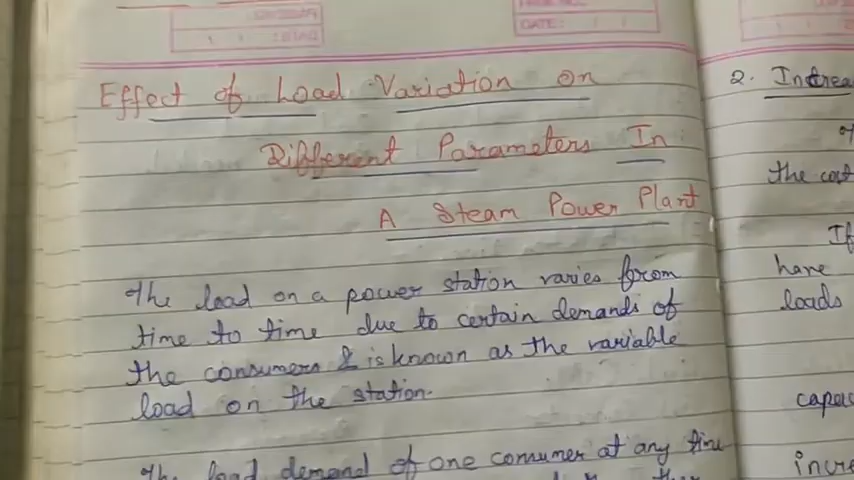 DATE:
Effect of Load Variation On
Different Parameters In
A Steam Power Plant
The load on a power station varies from
time to time due to certain demands of
the consumers & is known as the variable
load on the station.
The load demand of one consumer at any time
2. Increa
of
the cost
If
have
loads
capac
incre